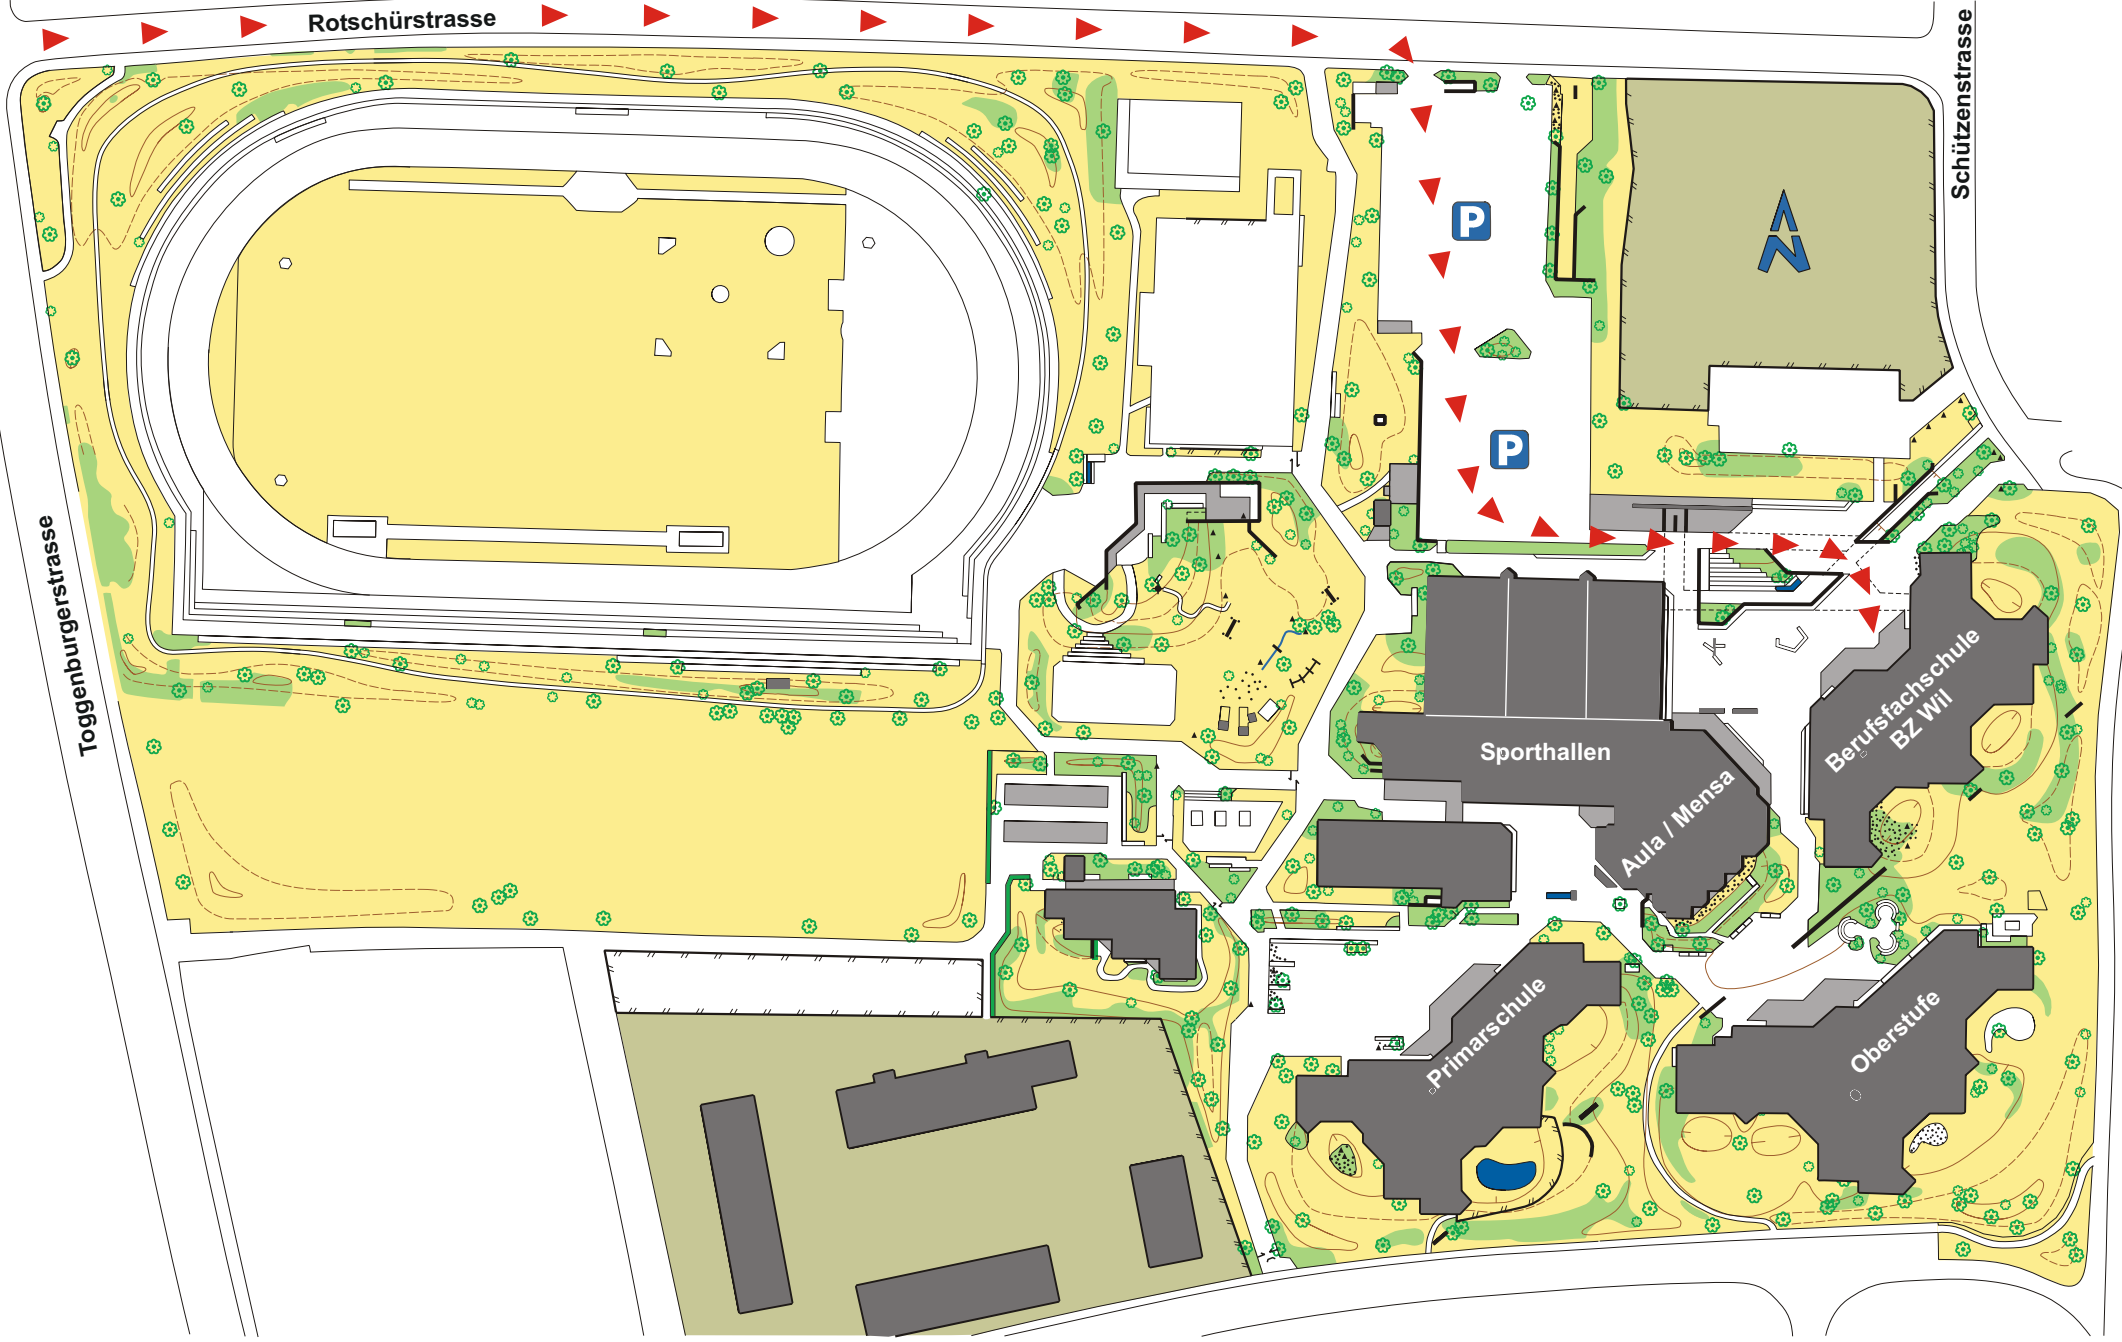 Rotschürstrasse
Schützenstrasse
P
P
Toggenburgerstrasse
Sporthallen
Aula / Mensa
Berufsfachschule
BZ Wil
Primarschule
Oberstufe